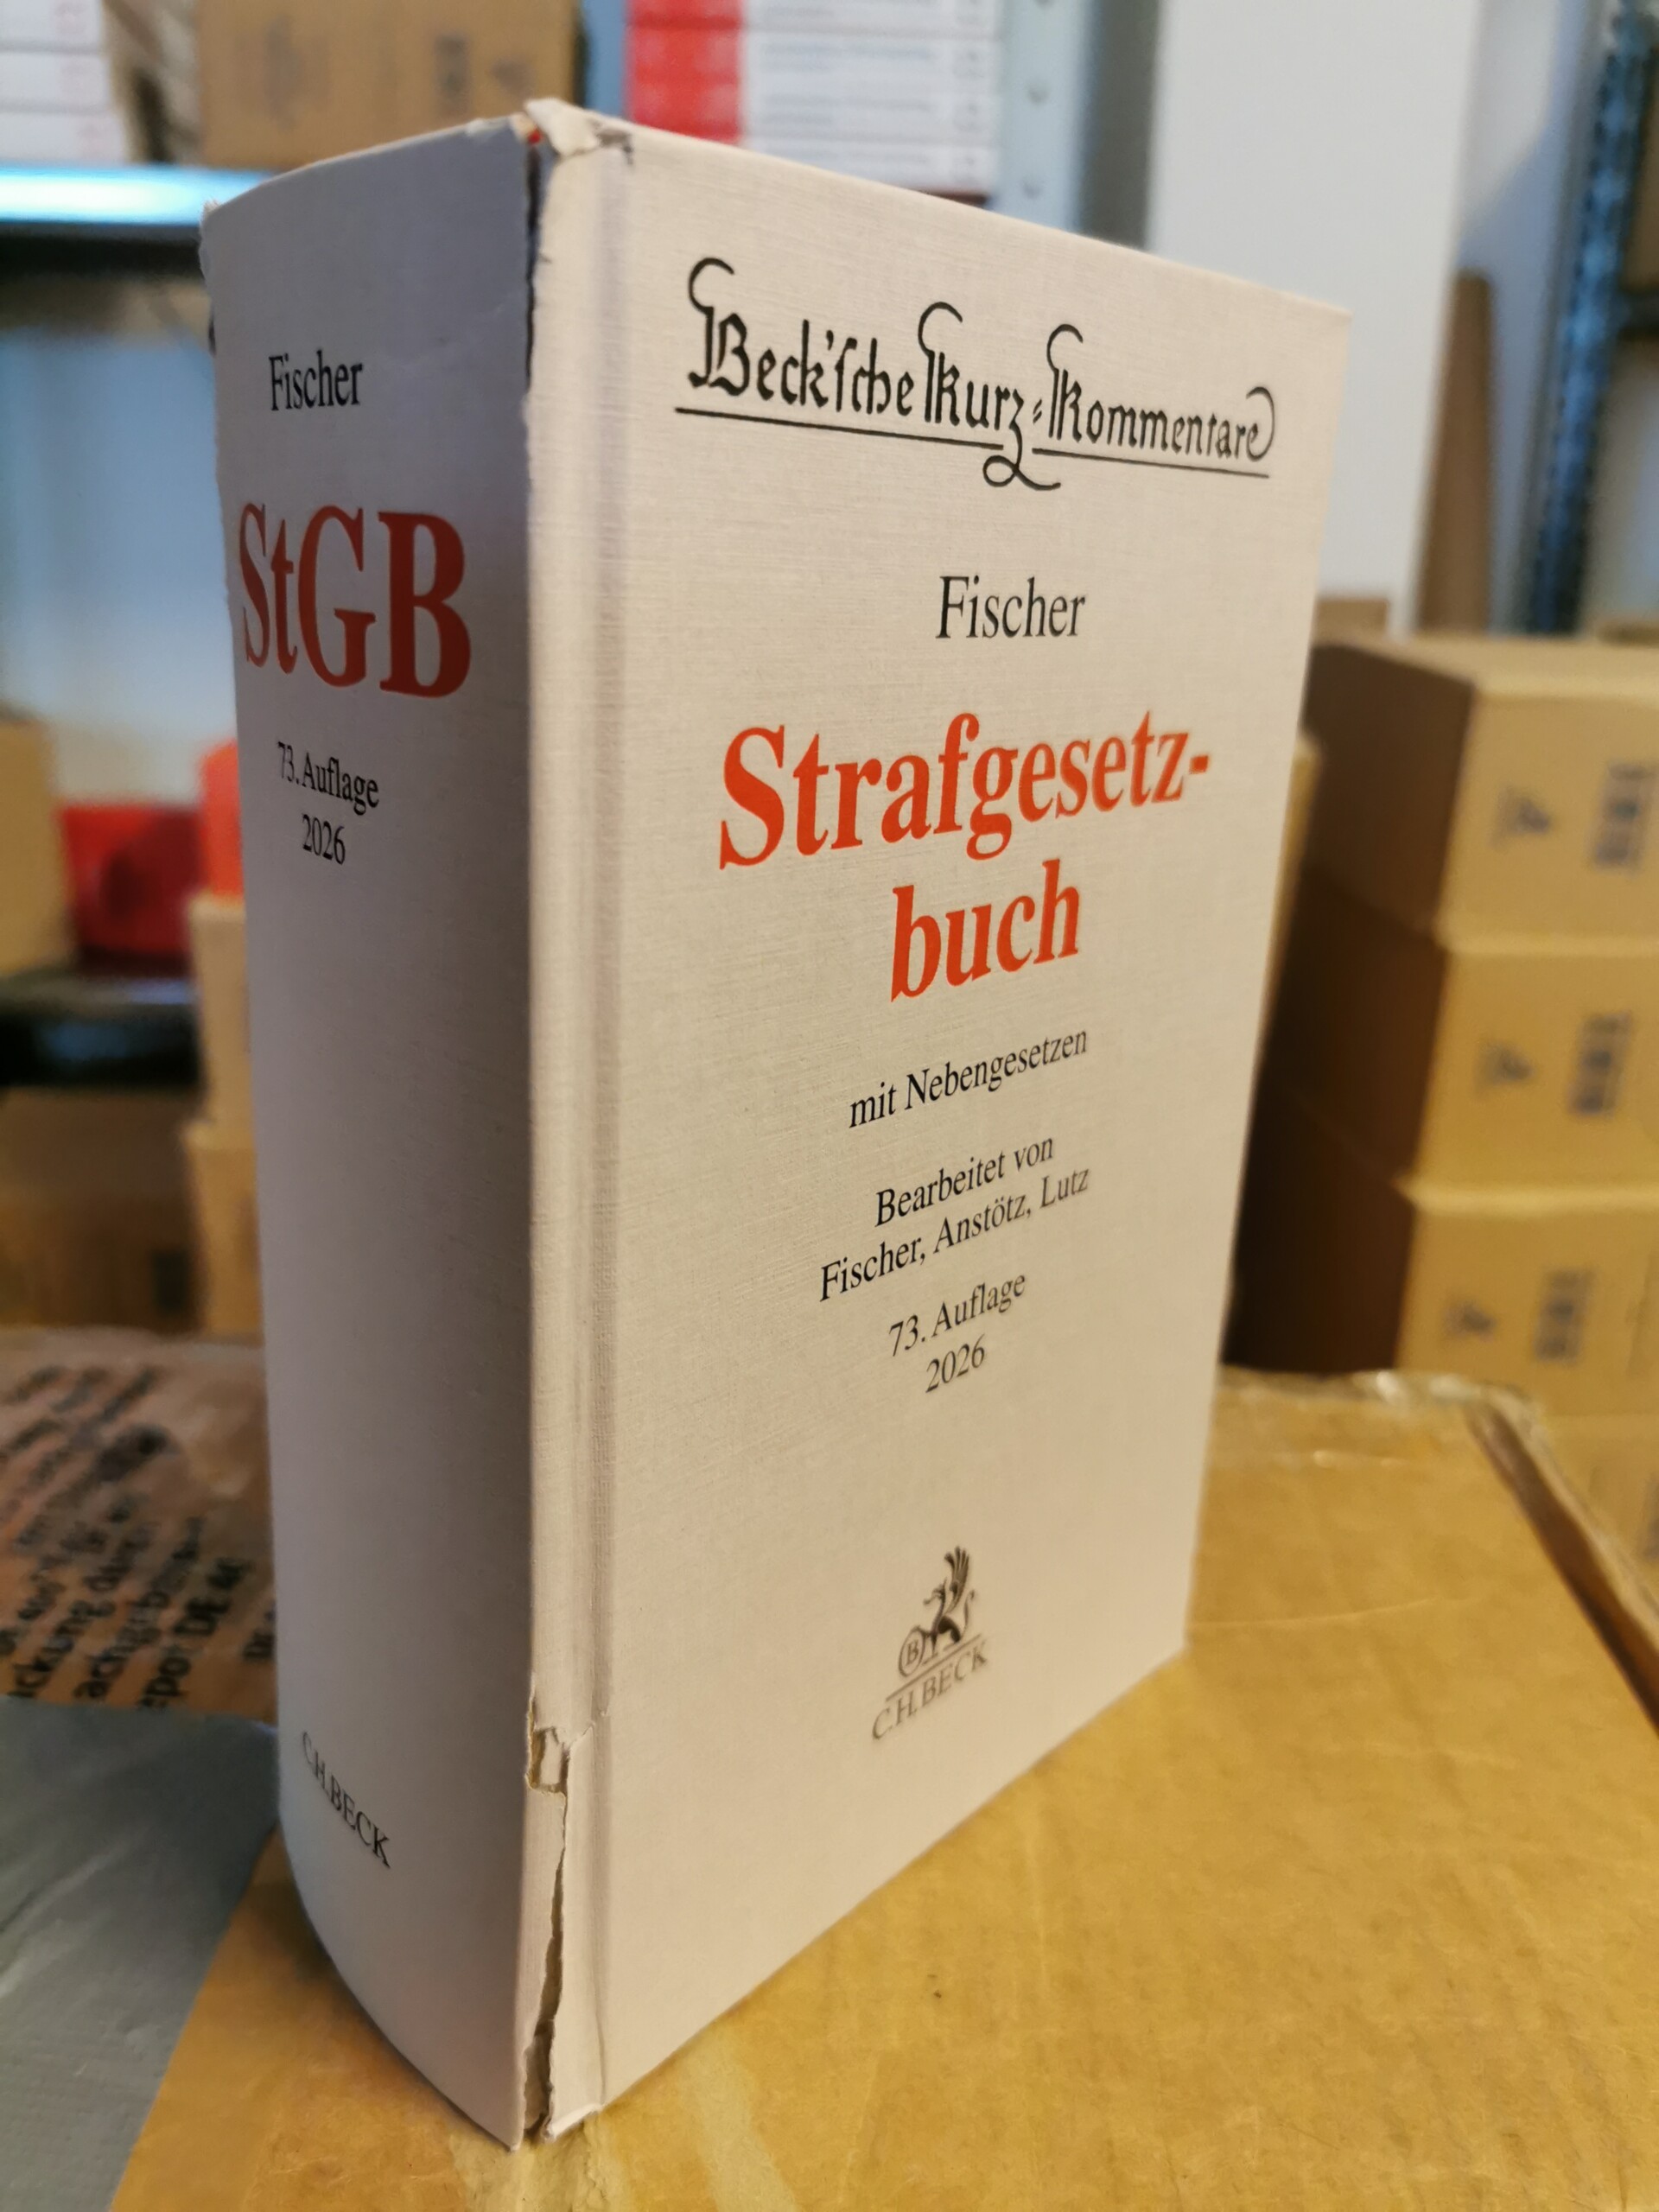 Fischer
StGB
73. Auflage
2026
C.H.BECK
Beck'sche Kurz-Kommentare
Fischer
Strafgesetz-
buch
mit Nebengesetzen
Bearbeitet von
Fischer, Anstötz, Lutz
73. Auflage
2026
B
C.H.BECK